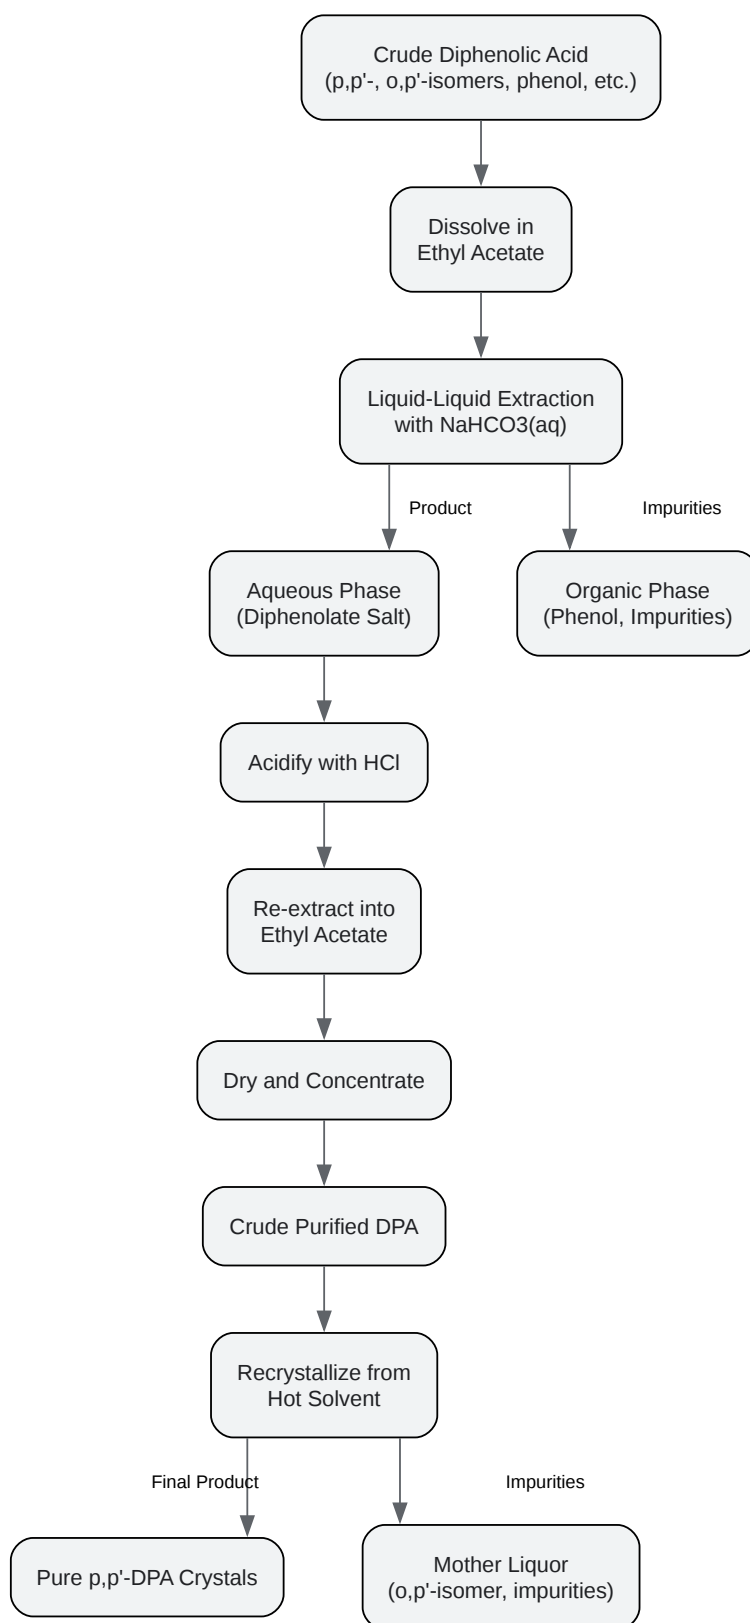 Crude Diphenolic Acid
(p,p'-, o,p'-isomers, phenol, etc.)
Dissolve in
Ethyl Acetate
Liquid-Liquid Extraction
with NaHCO3(aq)
Product
Impurities
Aqueous Phase
(Diphenolate Salt)
Organic Phase
(Phenol, Impurities)
Acidify with HCl
Re-extract into
Ethyl Acetate
Dry and Concentrate
Crude Purified DPA
Recrystallize from
Hot Solvent
Final Product
Impurities
Pure p,p'-DPA Crystals
Mother Liquor
(o,p'-isomer, impurities)